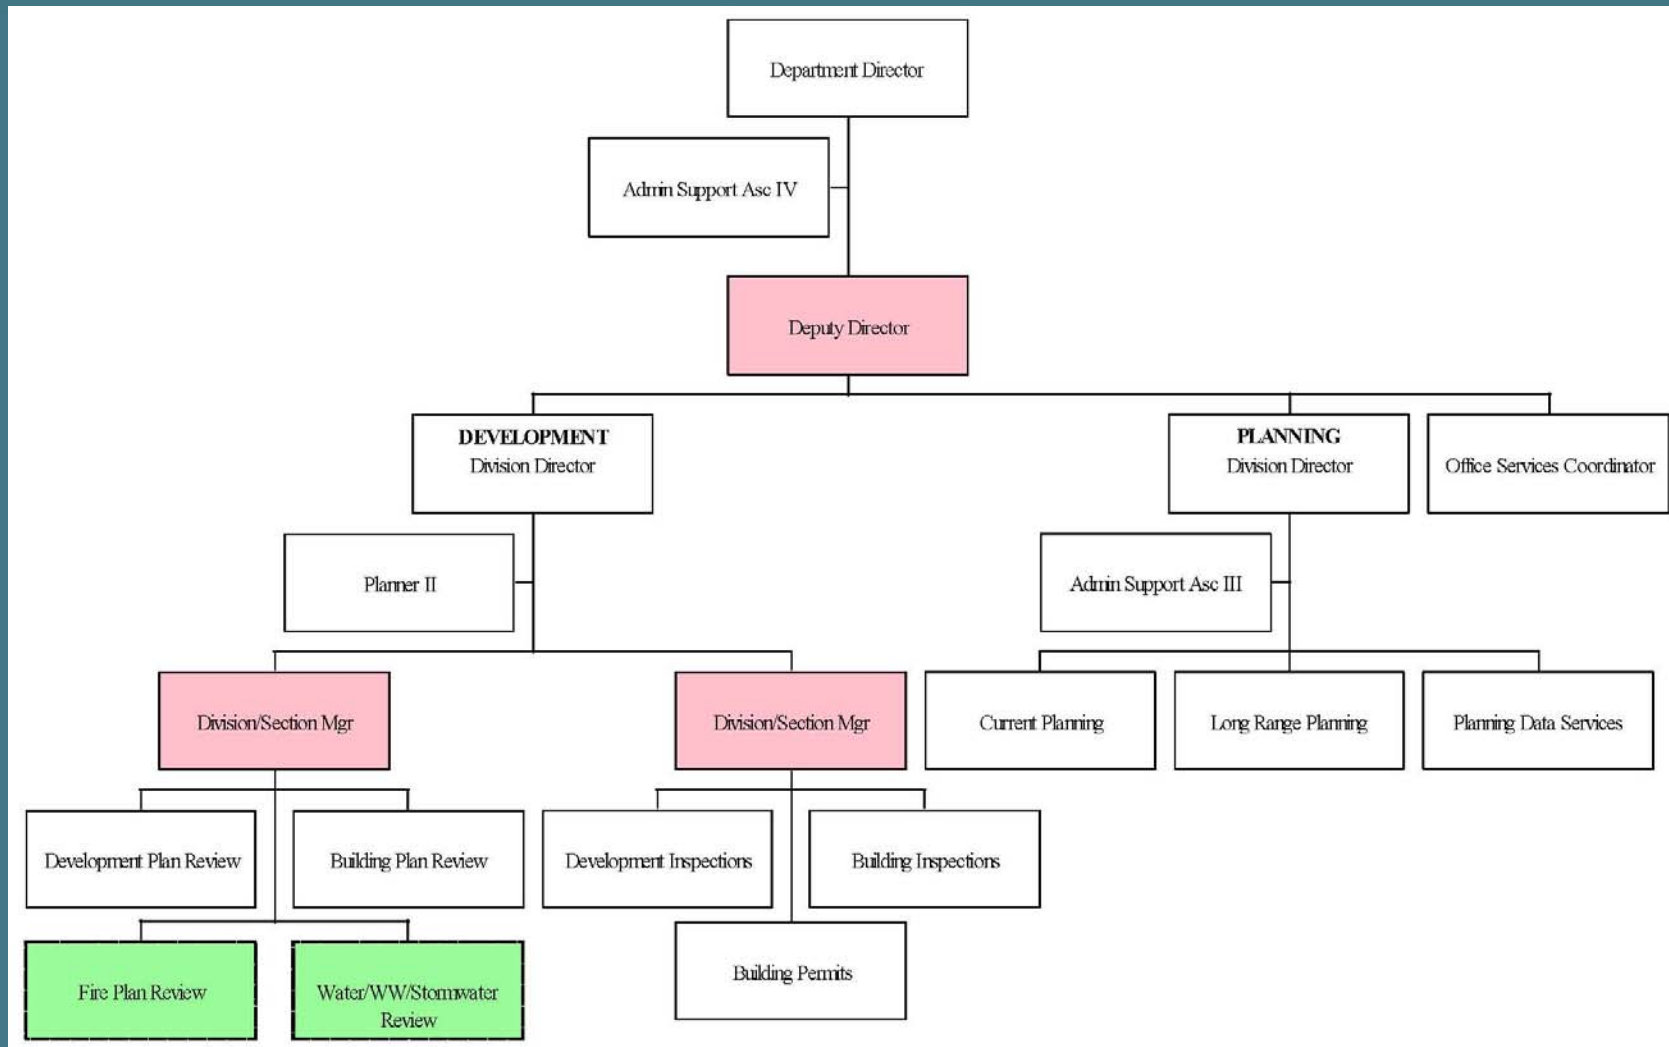 Department Director
Admin Support Asc IV
Deputy Director
DEVELOPMENT
Division Director
PLANNING
Division Director
Office Services Coordinator
Planner II
Admin Support Asc III
Division/Section Mgr
Division/Section Mgr
Current Planning
Long Range Planning
Planning Data Services
Development Plan Review
Building Plan Review
Development Inspections
Building Inspections
Fire Plan Review
Water/WW/Stormwater
Review
Building Permits